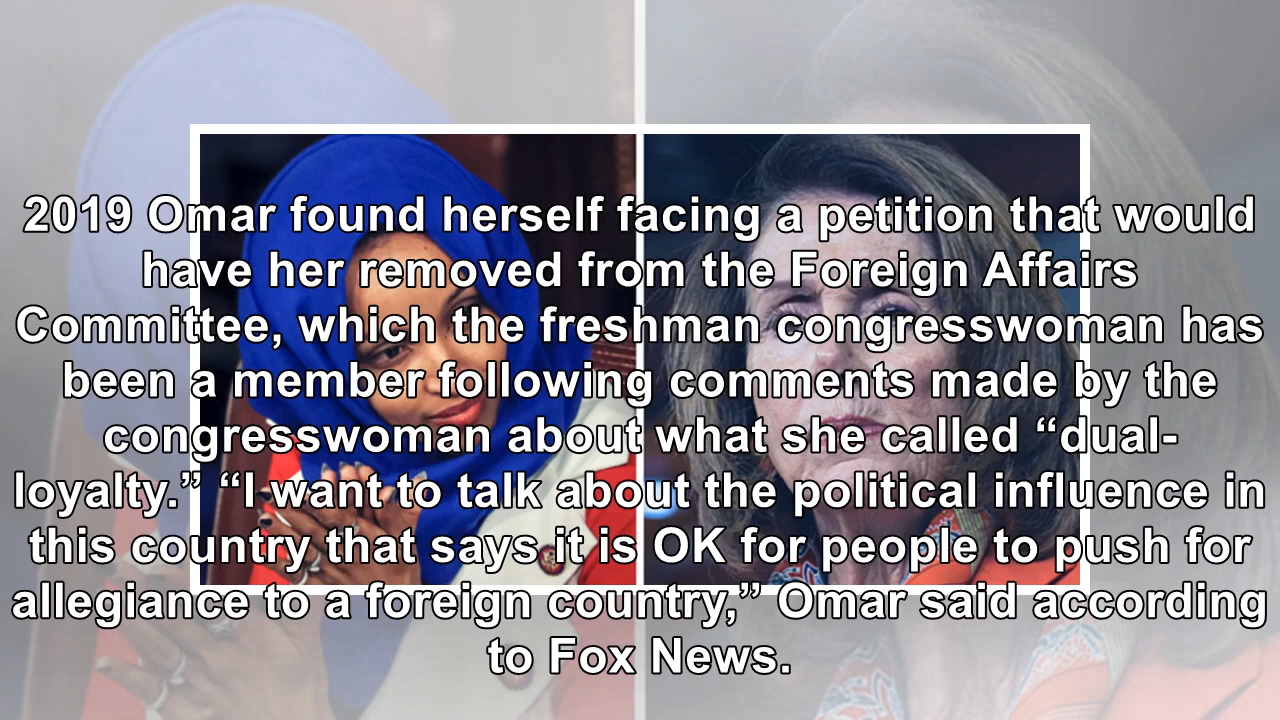 2019 Omar found herself facing a petition that would
have her removed from the Foreign Affairs
Committee, which the freshman congresswoman has
been a member following comments made by the
congresswoman about what she called “dual-
loyalty.” “I want to talk about the political influence in
this country that says it is OK for people to push for
allegiance to a foreign country,” Omar said according
to Fox News.